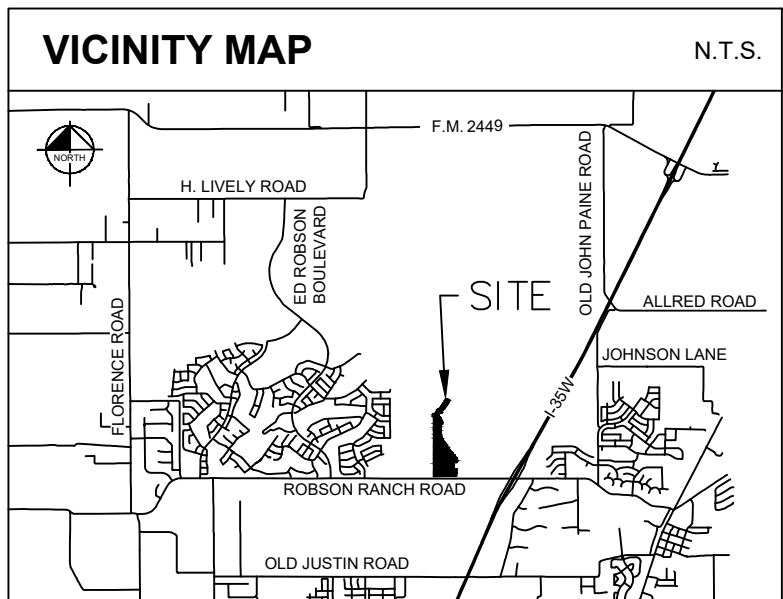 VICINITY MAP
N.T.S.
F.M. 2449
NORTH
H. LIVELY ROAD
ED ROBSON
BOULEVARD
OLD JOHN PAINE ROAD
SITE
ALLRED ROAD
FLORENCE ROAD
JOHNSON LANE
I-35W
ROBSON RANCH ROAD
OLD JUSTIN ROAD